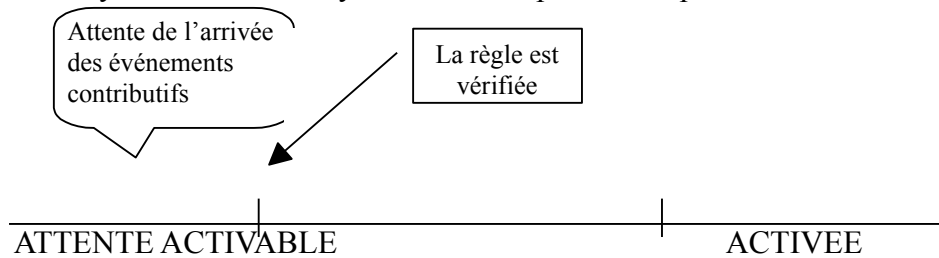 Attente de l'arrivée
des événements
contributifs
La règle est
vérifiée
ATTENTE ACTIVABLE
ACTIVEE